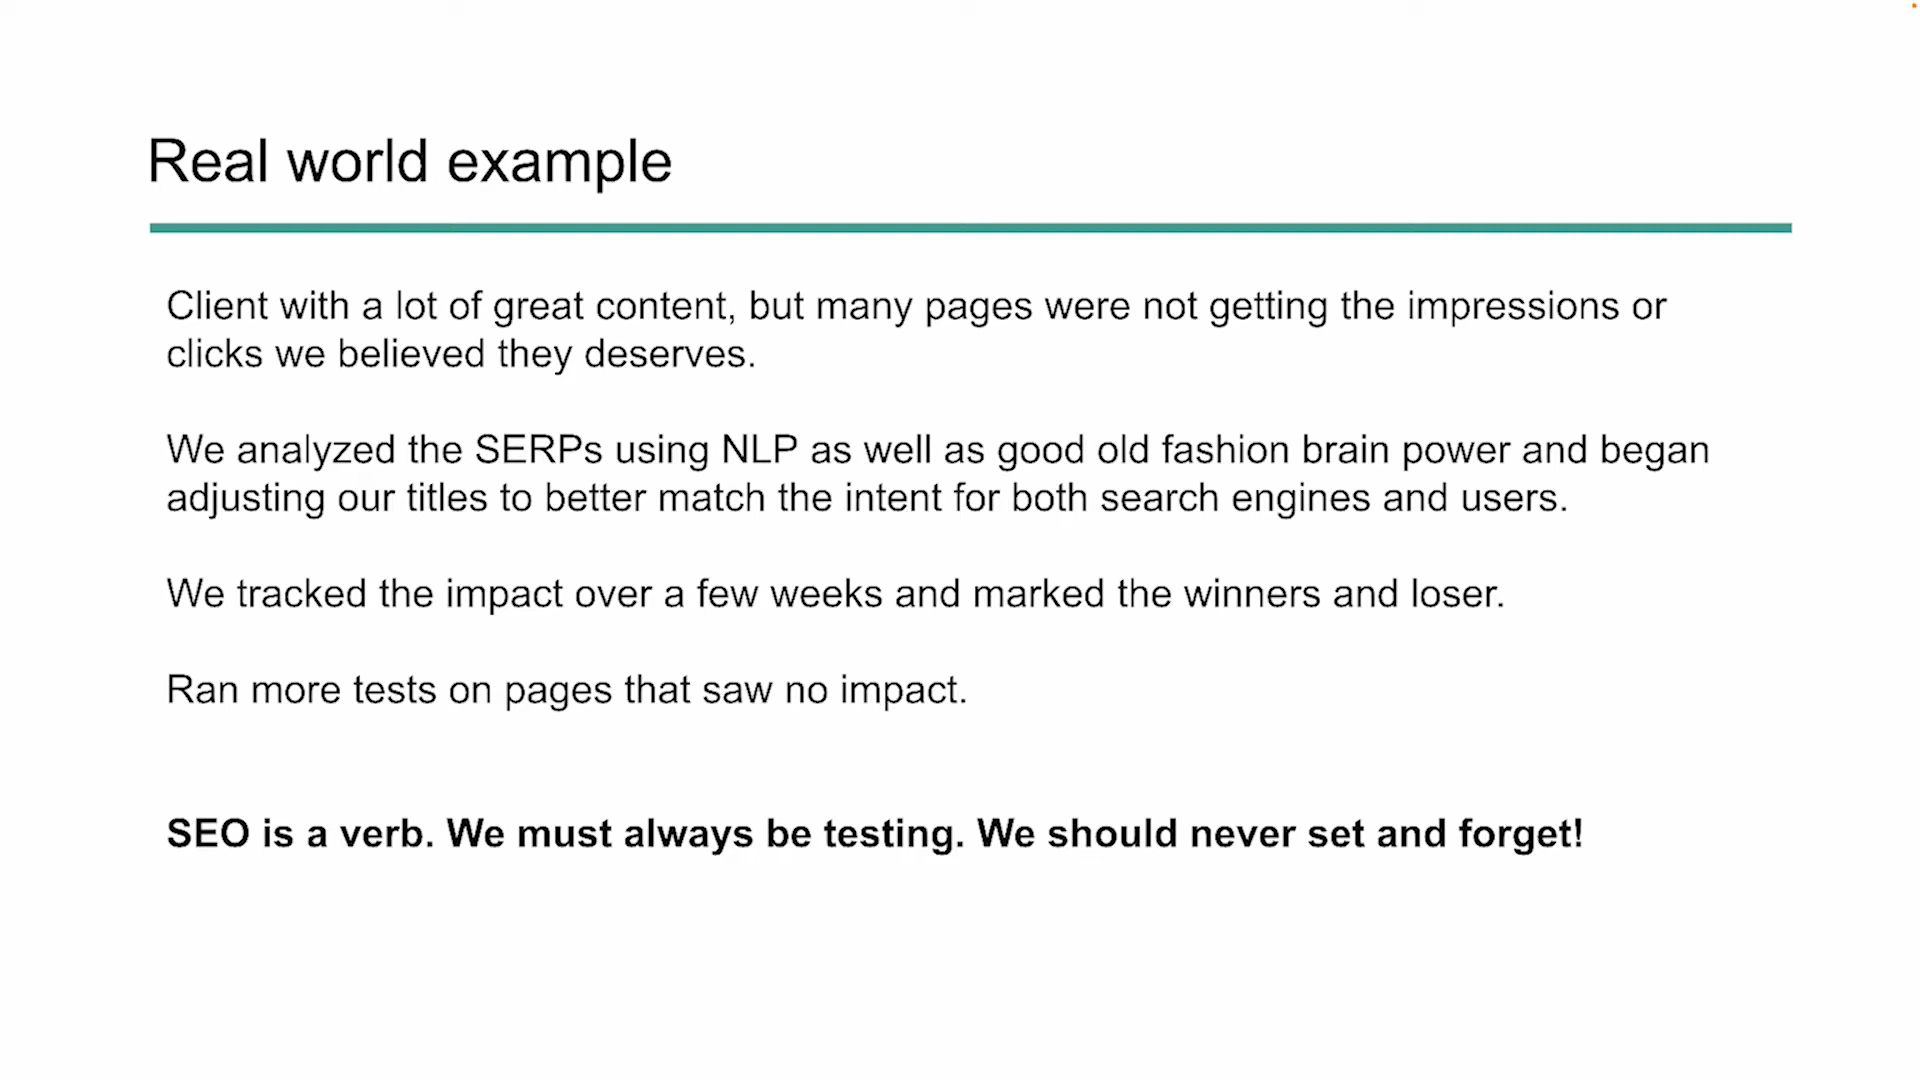 Real world example
Client with a lot of great content, but many pages were not getting the impressions or
clicks we believed they deserves.
We analyzed the SERPs using NLP as well as good old fashion brain power and began
adjusting our titles to better match the intent for both search engines and users.
We tracked the impact over a few weeks and marked the winners and loser.
Ran more tests on pages that saw no impact.
SEO is a verb. We must always be testing. We should never set and forget!